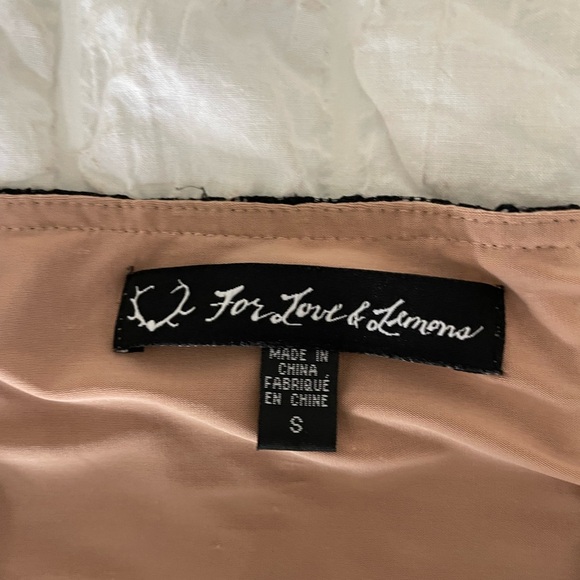 For Love & Lemons
MADE IN
CHINA
FABRIQUÉ
EN CHINE
S